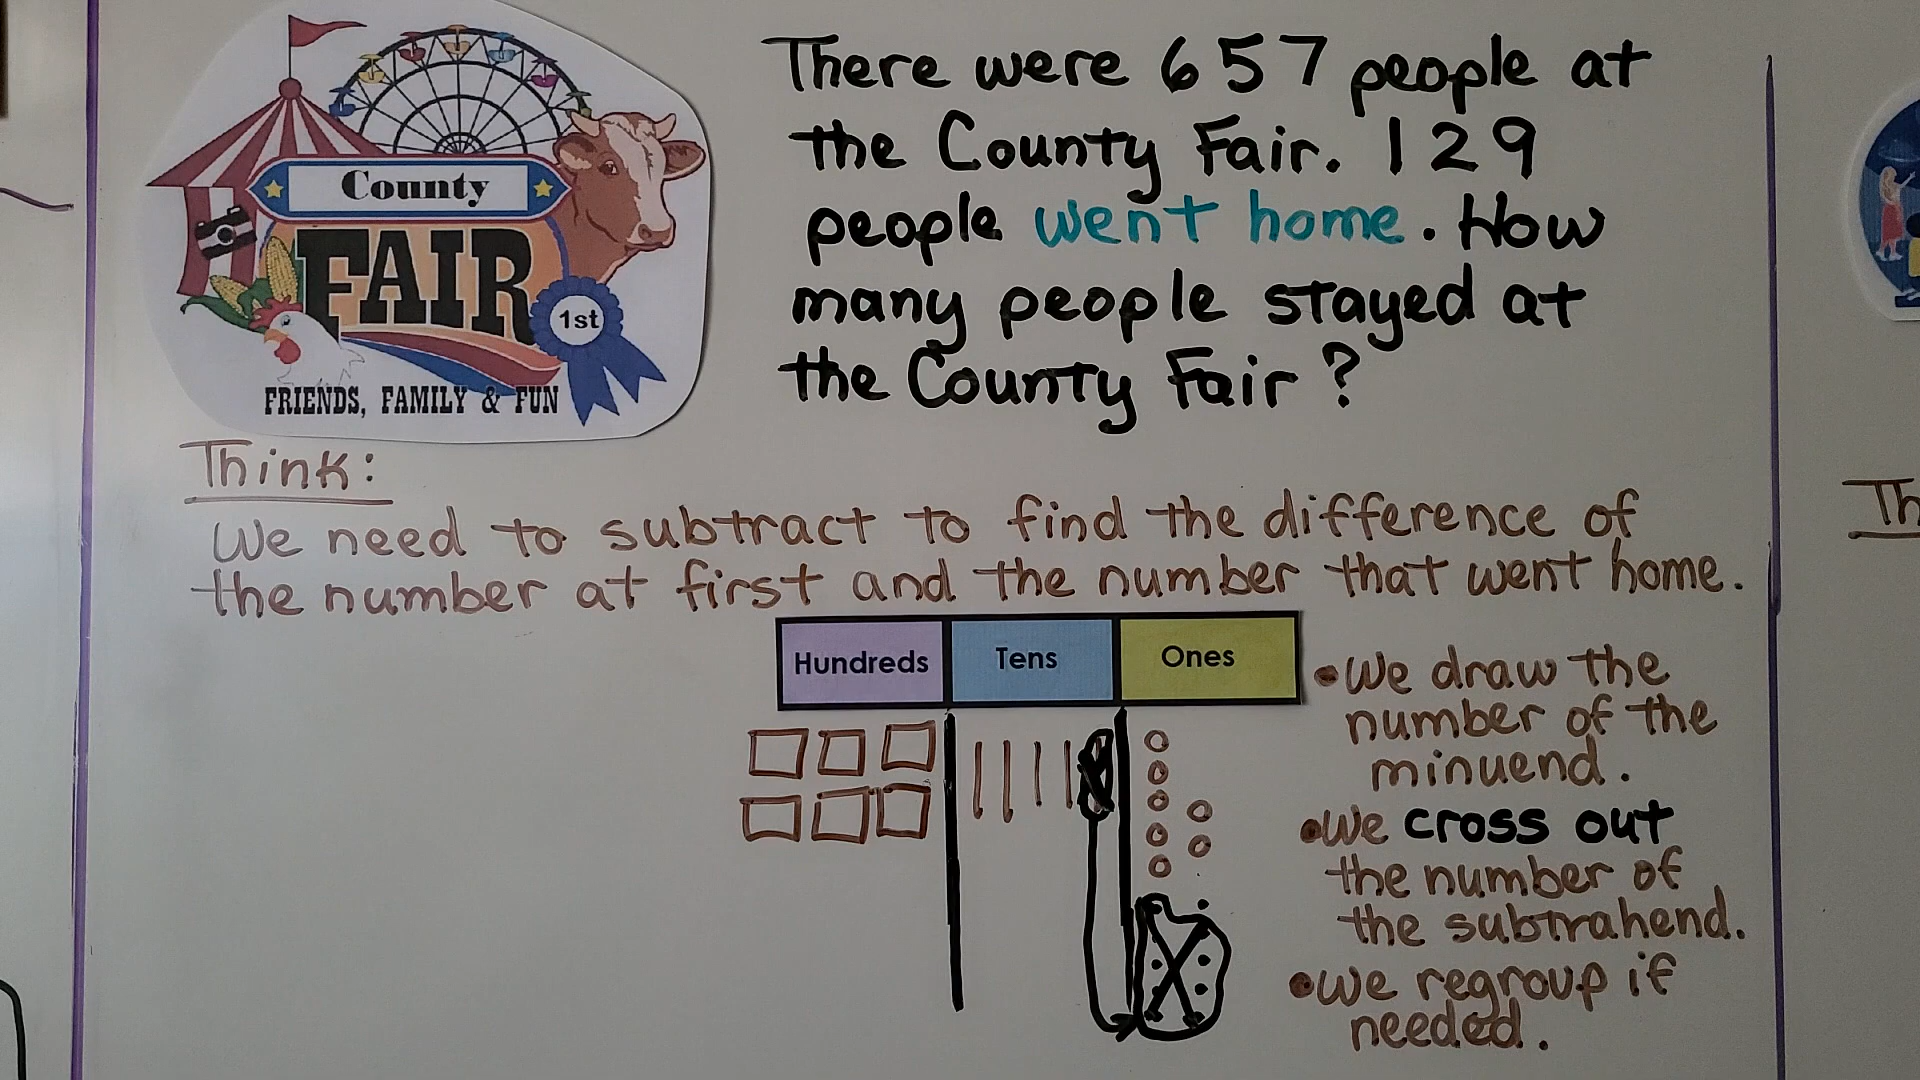 County
FAIR
1st
FRIENDS, FAMILY & FUN
There were 657 people at
the County Fair. 129
people went home. How
many people stayed at
the County Fair?
Think:
We need to subtract to find the difference of
the number at first and the number that went home.
Th
Hundreds Tens Ones
• We draw the
number of the
minuend.
• We cross out
the number of
the subtrahend.
• We regroup if
needed.